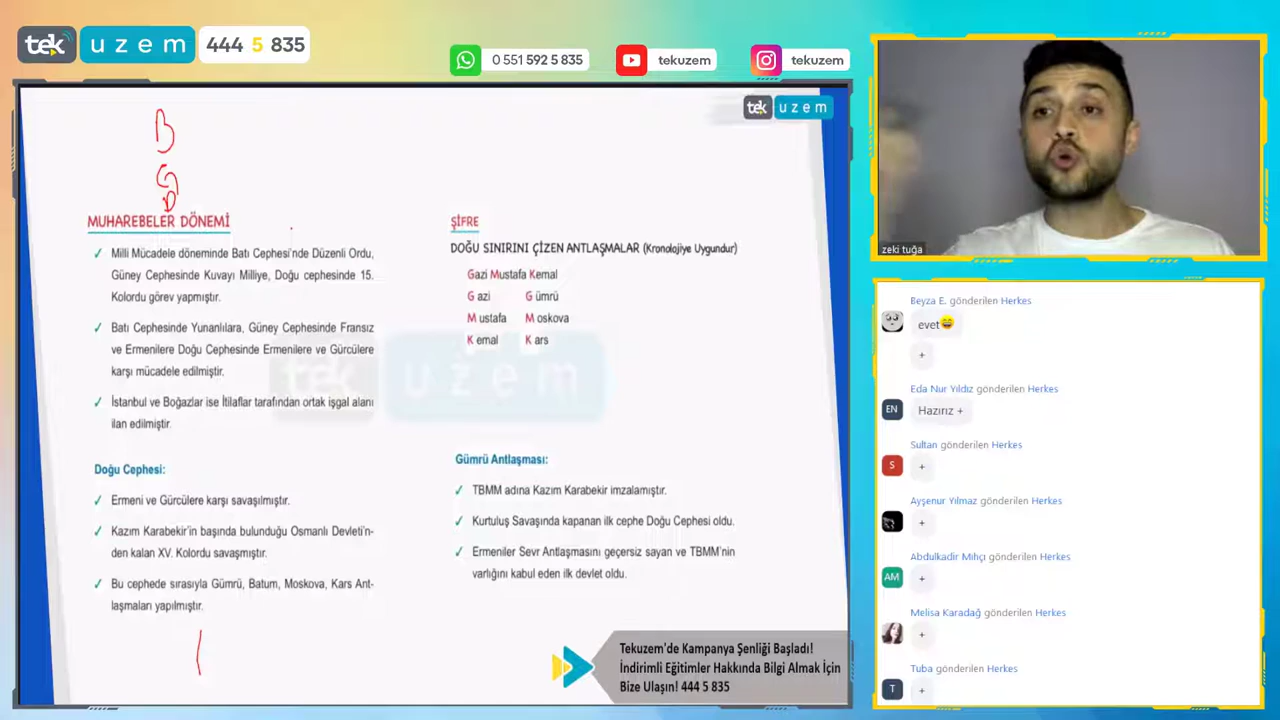 tek uzem 444 5 835
0 551 592 5 835
tekuzem
tekuzem
tek uzem
B
G
D
MUHAREBELER DÖNEMİ
✓ Milli Mücadele döneminde Batı Cephesi'nde Düzenli Ordu,
Güney Cephesinde Kuvayı Milliye, Doğu cephesinde 15.
Kolordu görev yapmıştır.
✓ Batı Cephesinde Yunanlılara, Güney Cephesinde Fransız
ve Ermenilere Doğu Cephesinde Ermenilere ve Gürcülere
karşı mücadele edilmiştir.
✓ İstanbul ve Boğazlar ise İtilaflar tarafından ortak işgal alanı
ilan edilmiştir.
Doğu Cephesi:
✓ Ermeni ve Gürcülere karşı savaşılmıştır.
✓ Kazım Karabekir'in başında bulunduğu Osmanlı Devleti'n-
den kalan XV. Kolordu savaşmıştır.
✓ Bu cephede sırasıyla Gümrü, Batum, Moskova, Kars Ant-
laşmaları yapılmıştır.
ŞİFRE
DOĞU SINIRINI ÇİZEN ANTLAŞMALAR (Kronolojiye Uygundur)
Gazi Mustafa Kemal
G azi G ümrü
M ustafa M oskova
K emal K ars
tek uzem
Gümrü Antlaşması:
✓ TBMM adına Kazım Karabekir imzalamıştır.
✓ Kurtuluş Savaşında kapanan ilk cephe Doğu Cephesi oldu.
✓ Ermeniler Sevr Antlaşmasını geçersiz sayan ve TBMM'nin
varlığını kabul eden ilk devlet oldu.
Tekuzem'de Kampanya Şenliği Başladı!
İndirimli Eğitimler Hakkında Bilgi Almak İçin
Bize Ulaşın! 444 5 835
zeki tuğa
Beyza E. gönderilen Herkes
evet😄
+
Eda Nur Yıldız gönderilen Herkes
EN Hazırız +
Sultan gönderilen Herkes
S +
Ayşenur Yılmaz gönderilen Herkes
+
Abdulkadir Mıhçı gönderilen Herkes
AM +
Melisa Karadağ gönderilen Herkes
+
Tuba gönderilen Herkes
T +